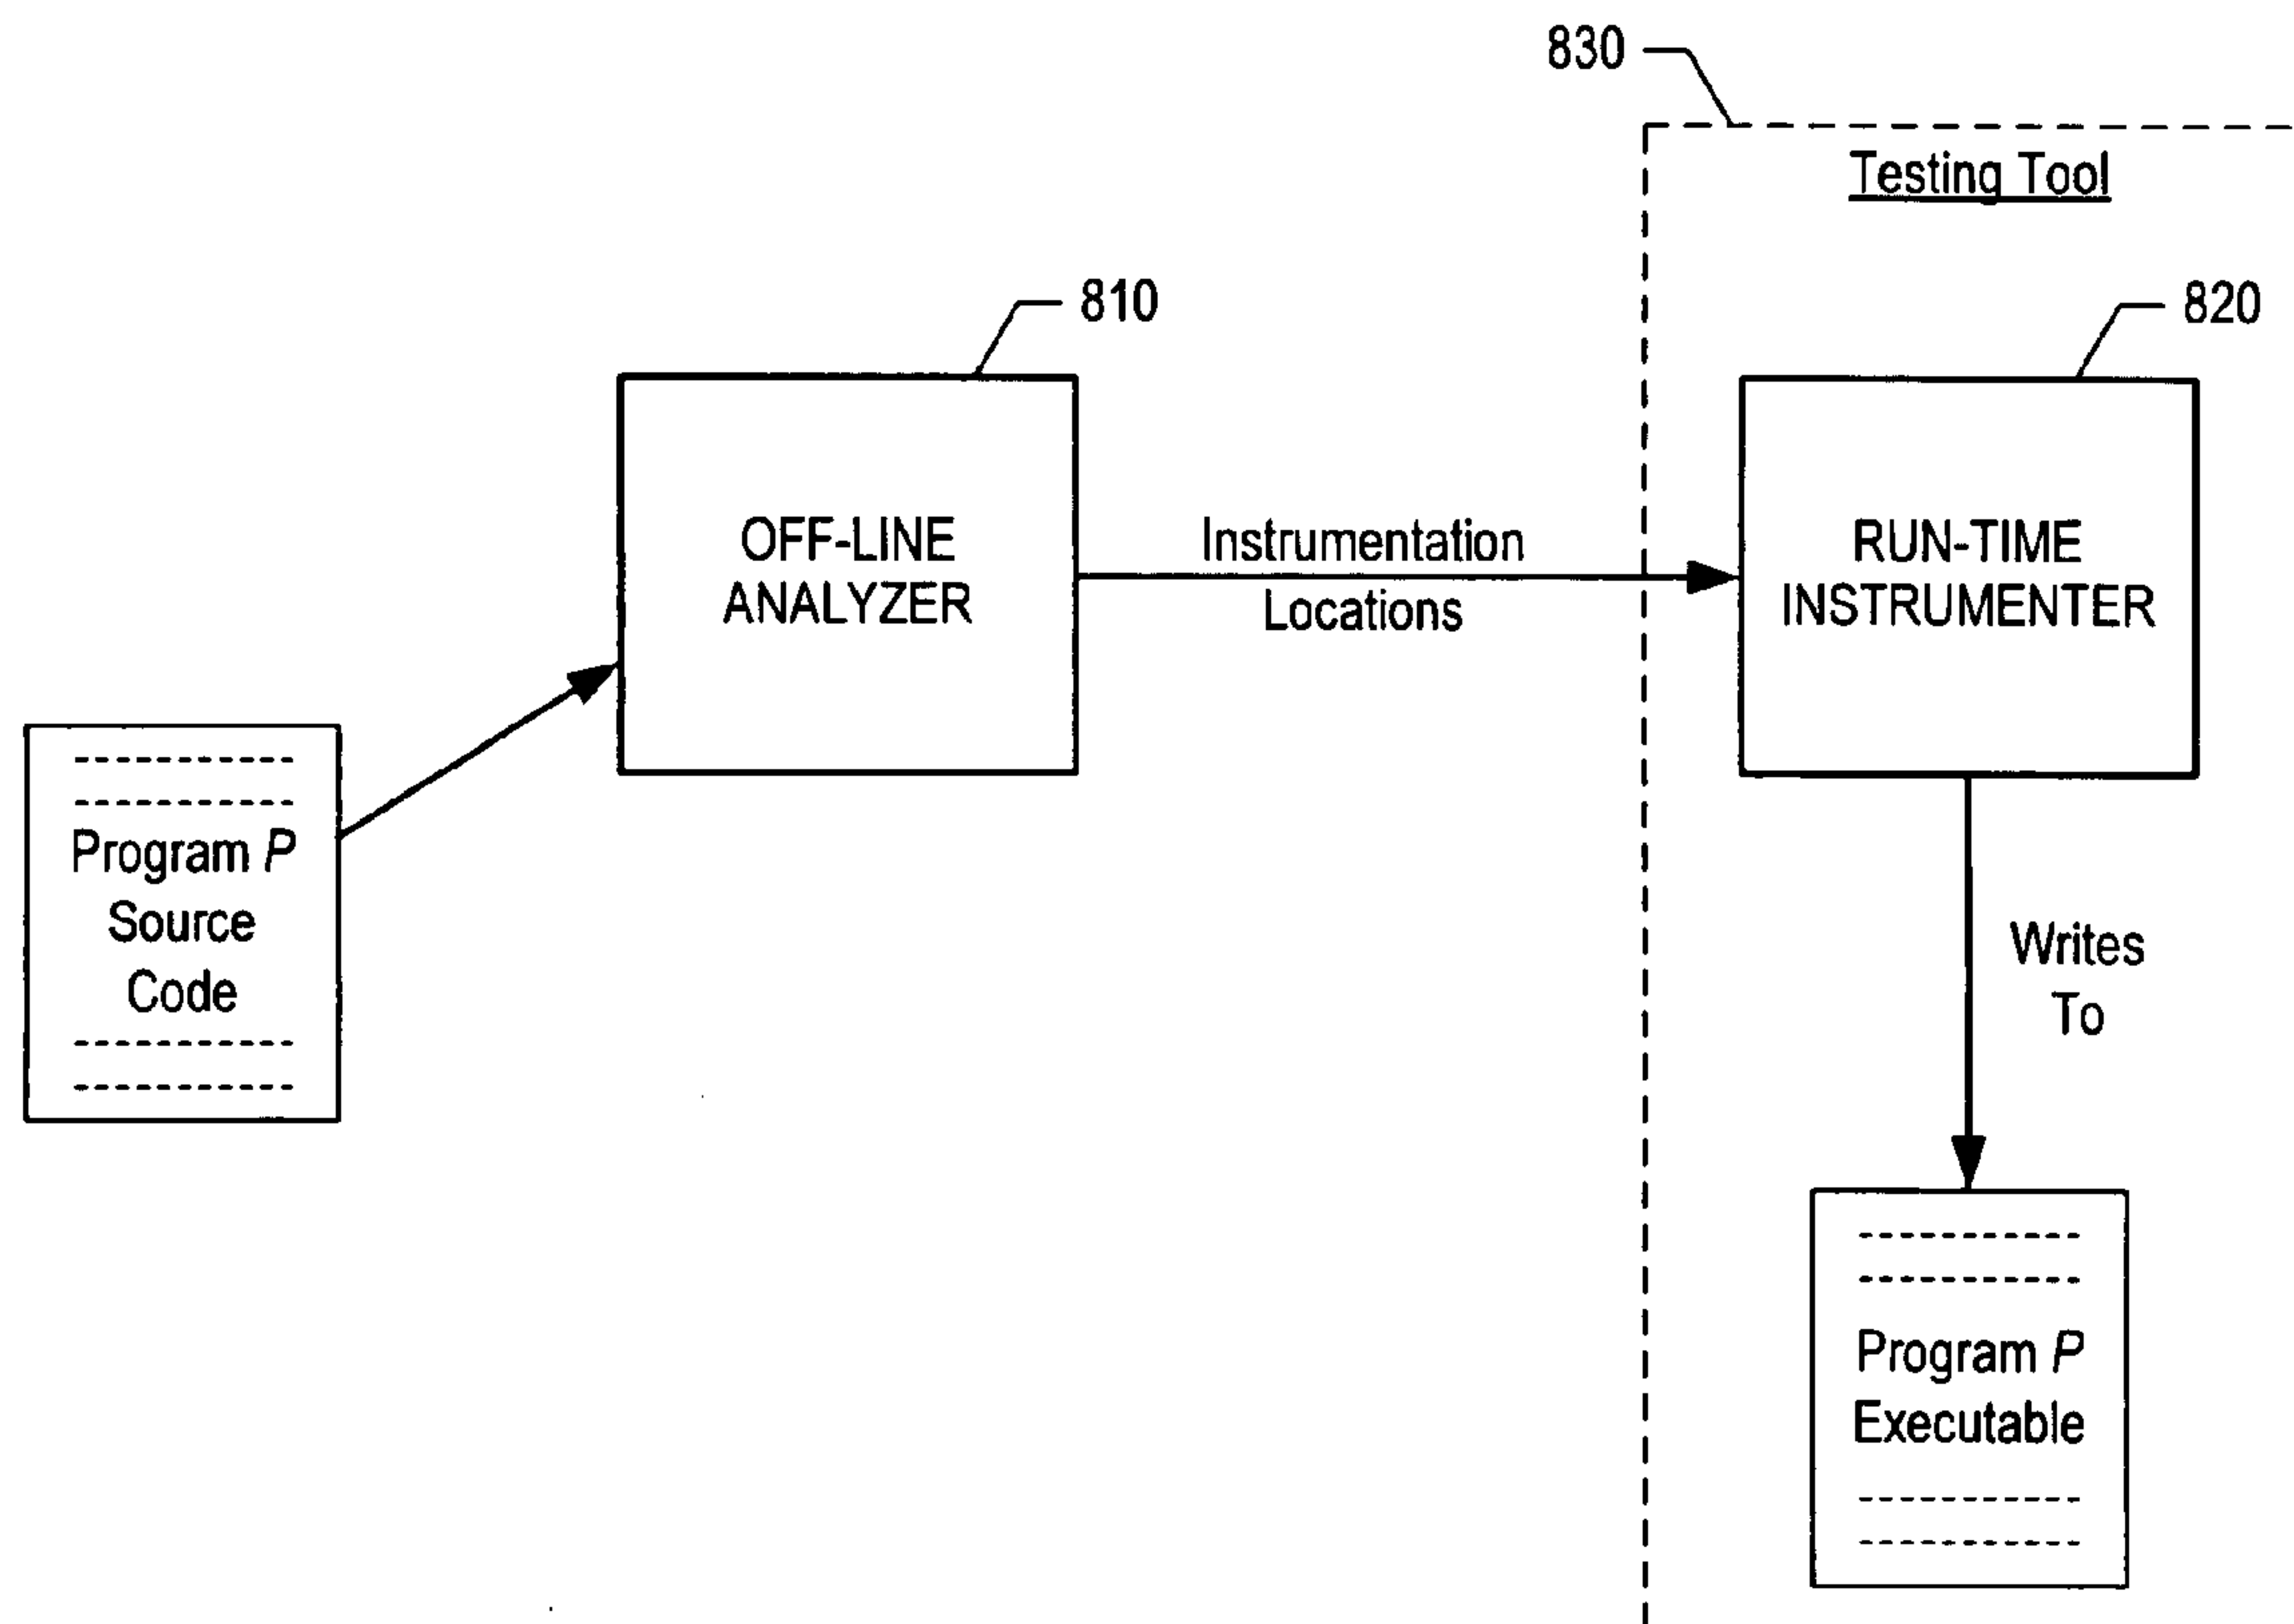 830
Testing Tool
810
820
OFF-LINE
ANALYZER
Instrumentation
Locations
RUN-TIME
INSTRUMENTER
Program P
Source
Code
Writes
To
Program P
Executable